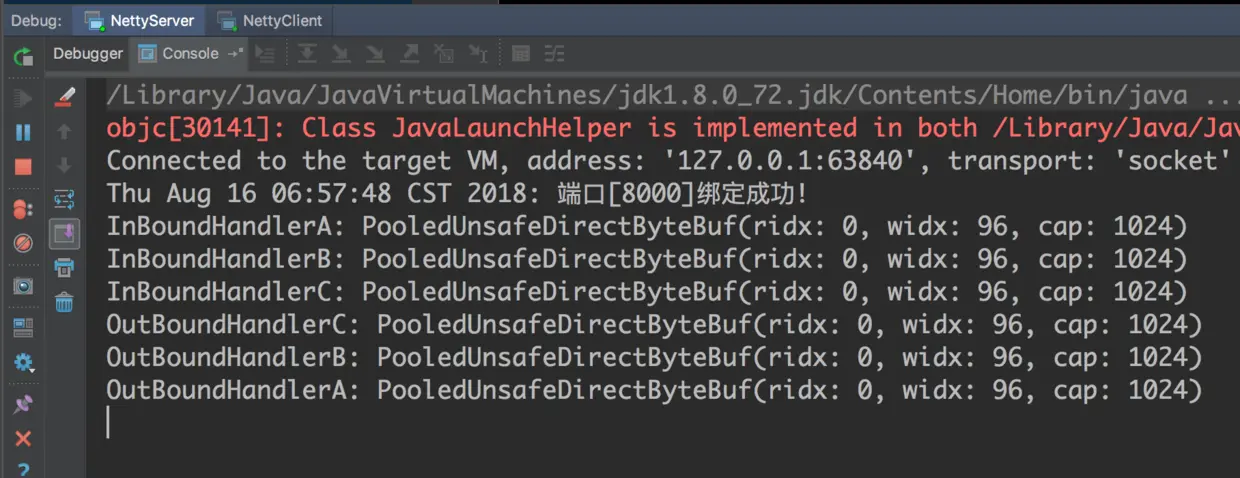 Debug: NettyServer NettyClient
Debugger Console
/Library/Java/JavaVirtualMachines/jdk1.8.0_72.jdk/Contents/Home/bin/java ...
objc[30141]: Class JavaLaunchHelper is implemented in both /Library/Java/Jav
Connected to the target VM, address: '127.0.0.1:63840', transport: 'socket'
Thu Aug 16 06:57:48 CST 2018: 端口[8000]绑定成功!
InBoundHandlerA: PooledUnsafeDirectByteBuf(ridx: 0, widx: 96, cap: 1024)
InBoundHandlerB: PooledUnsafeDirectByteBuf(ridx: 0, widx: 96, cap: 1024)
InBoundHandlerC: PooledUnsafeDirectByteBuf(ridx: 0, widx: 96, cap: 1024)
OutBoundHandlerC: PooledUnsafeDirectByteBuf(ridx: 0, widx: 96, cap: 1024)
OutBoundHandlerB: PooledUnsafeDirectByteBuf(ridx: 0, widx: 96, cap: 1024)
OutBoundHandlerA: PooledUnsafeDirectByteBuf(ridx: 0, widx: 96, cap: 1024)